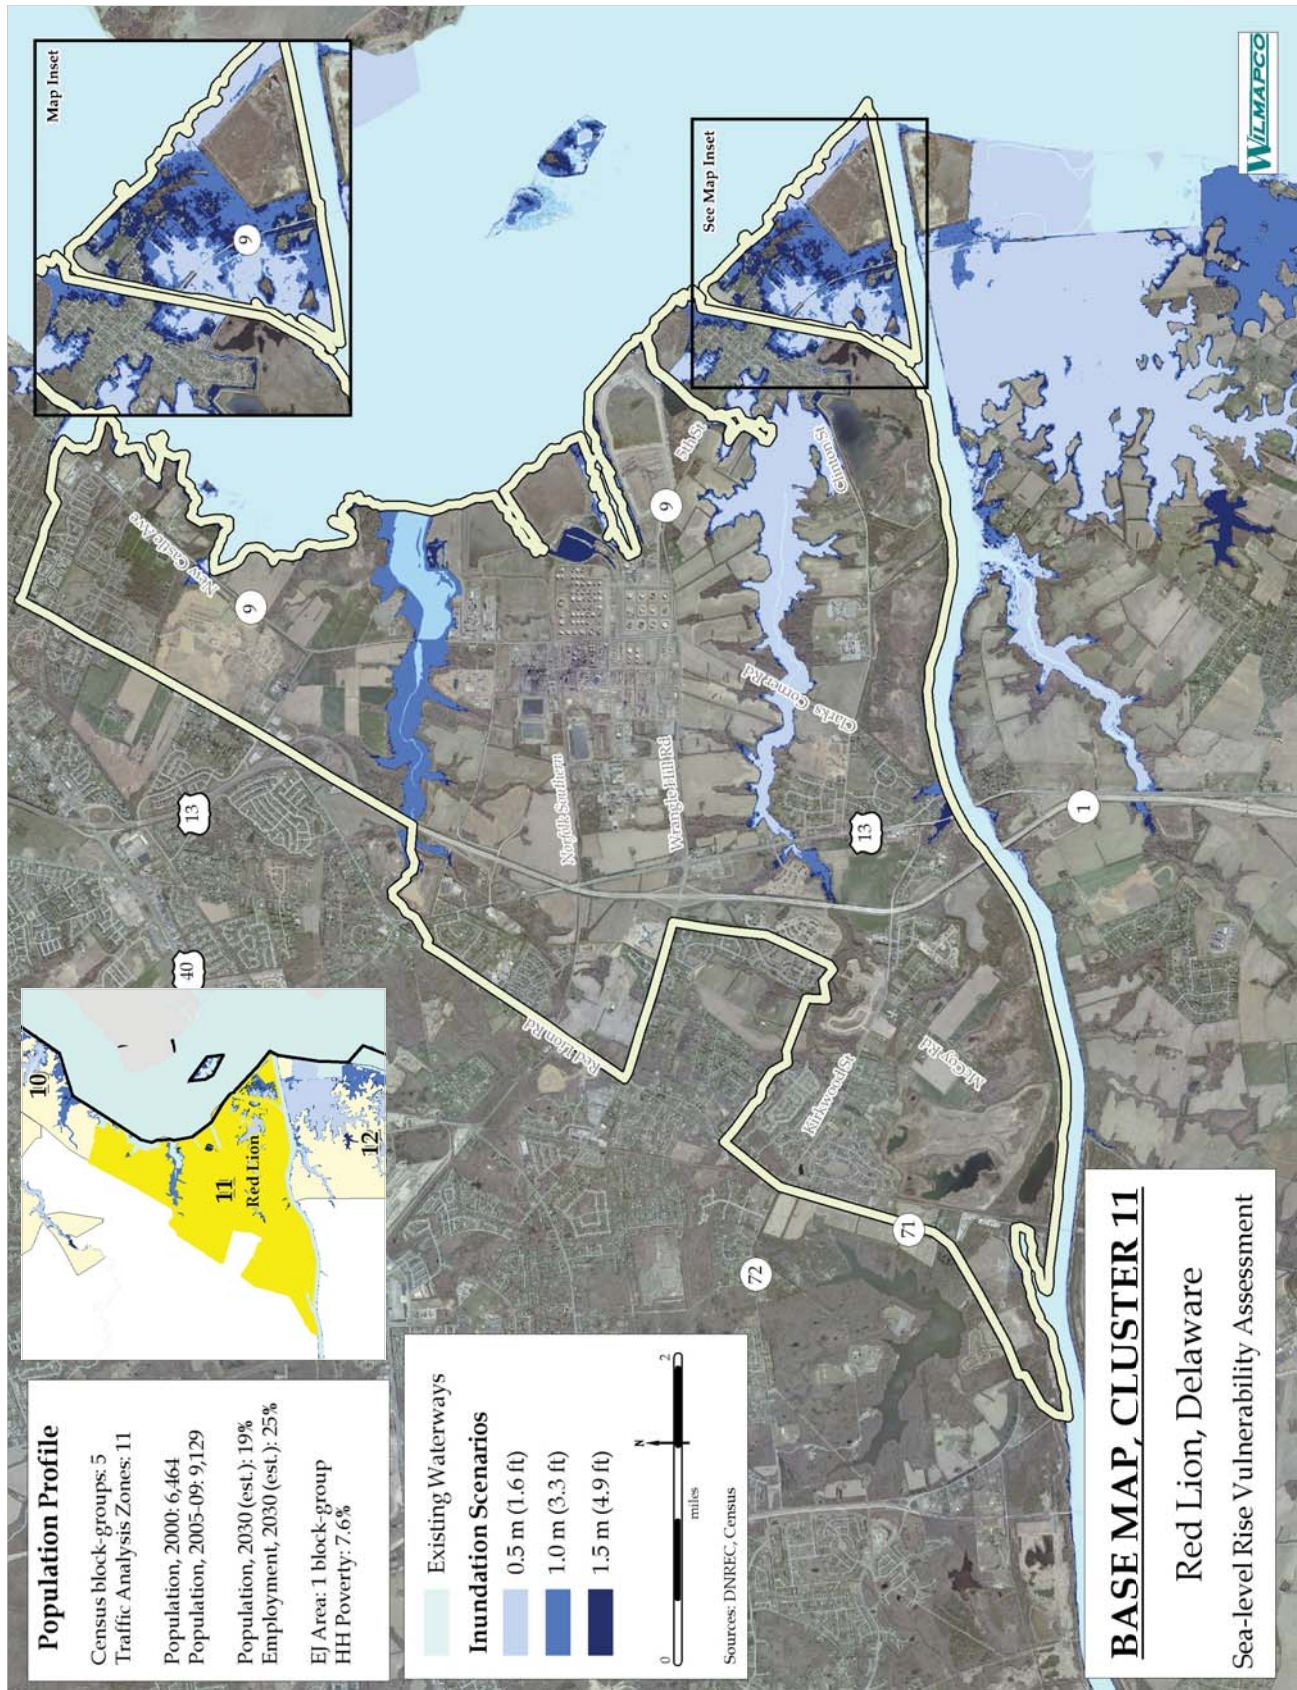 Population Profile
Census block-groups: 5
Traffic Analysis Zones: 11
Population, 2000: 6,464
Population, 2005-09: 9,129
Population, 2030 (est.): 19%
Employment, 2030 (est.): 25%
EJ Area: 1 block-group
HH Poverty: 7.6%
10
11
Red Lion
12
Existing Waterways
Inundation Scenarios
0.5 m (1.6 ft)
1.0 m (3.3 ft)
1.5 m (4.9 ft)
N
0
2
miles
Sources: DNREC, Census
BASE MAP, CLUSTER 11
Red Lion, Delaware
Sea-level Rise Vulnerability Assessment
40
13
New Castle Ave
9
Red Lion Rd
Norfolk Southern
Wrangle Hill Rd
9
5th St
Clarks Corner Rd
Clinton St
13
Kirkwood St
McCoy Rd
72
71
1
See Map Inset
Map Inset
9
WILMAPCO